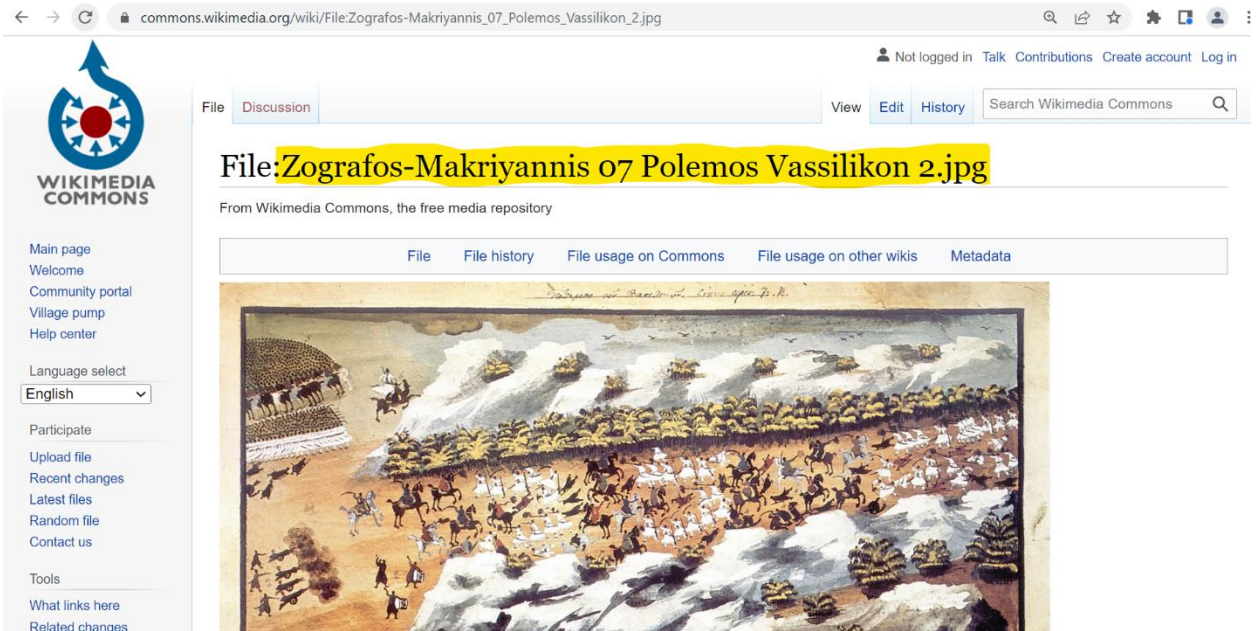 commons.wikimedia.org/wiki/File:Zografos-Makriyannis_07_Polemos_Vassilikon_2.jpg
Not logged in Talk Contributions Create account Log in
File Discussion View Edit History Search Wikimedia Commons
WIKIMEDIA
COMMONS
File:Zografos-Makriyannis 07 Polemos Vassilikon 2.jpg
From Wikimedia Commons, the free media repository
File File history File usage on Commons File usage on other wikis Metadata
Main page
Welcome
Community portal
Village pump
Help center
Language select
English
Participate
Upload file
Recent changes
Latest files
Random file
Contact us
Tools
What links here
Related changes